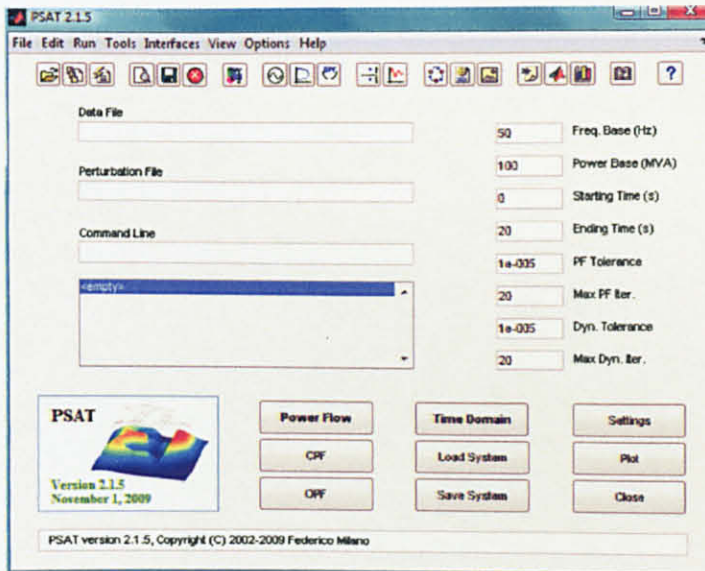 PSAT 2.1.5
File Edit Run Tools Interfaces View Options Help
?
Data File
50 Freq. Base (Hz)
100 Power Base (MVA)
Perturbation File
0 Starting Time (s)
Command Line
20 Ending Time (s)
1e-005 PF Tolerance
<empty>
20 Max PF Iter.
1e-005 Dyn. Tolerance
20 Max Dyn. Iter.
PSAT
Version 2.1.5
November 1, 2009
Power Flow
Time Domain
Settings
CPF
Load System
Plot
OPF
Save System
Close
PSAT version 2.1.5, Copyright (C) 2002-2009 Federico Milano